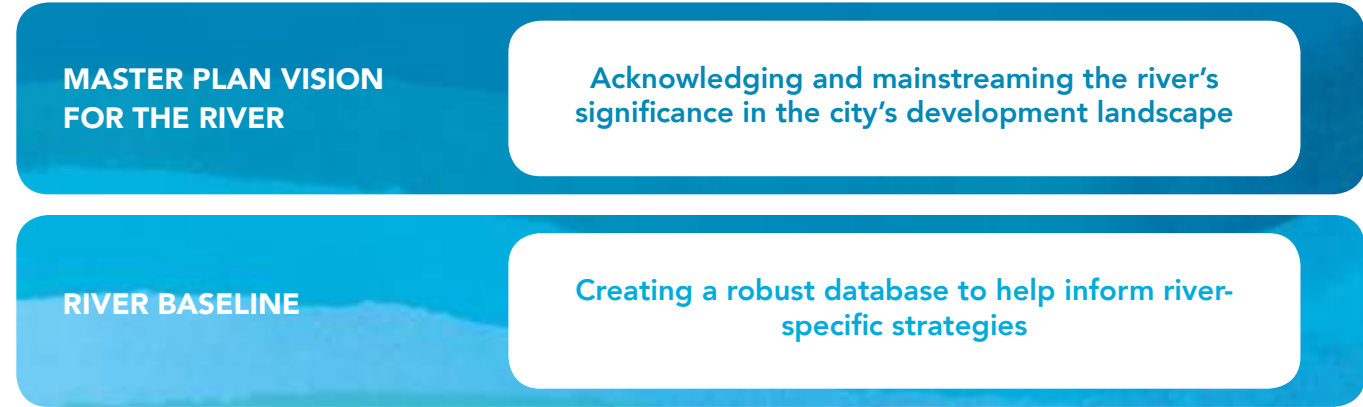 MASTER PLAN VISION
FOR THE RIVER
Acknowledging and mainstreaming the river’s
significance in the city’s development landscape
RIVER BASELINE
Creating a robust database to help inform river-
specific strategies